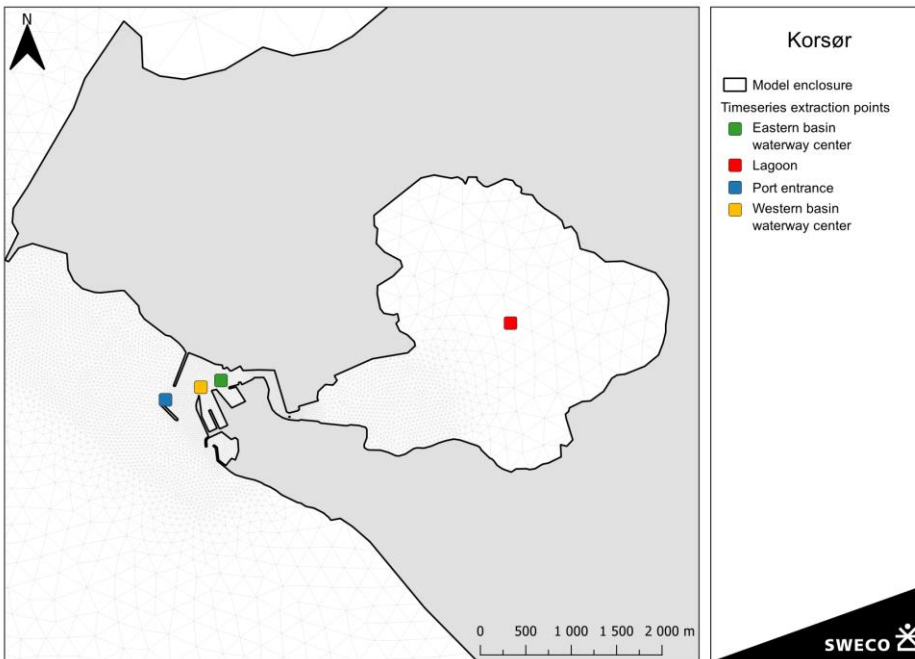 N
Korsør
Model enclosure
Timeseries extraction points
Eastern basin
waterway center
Lagoon
Port entrance
Western basin
waterway center
0 500 1 000 1 500 2 000 m
SWECO